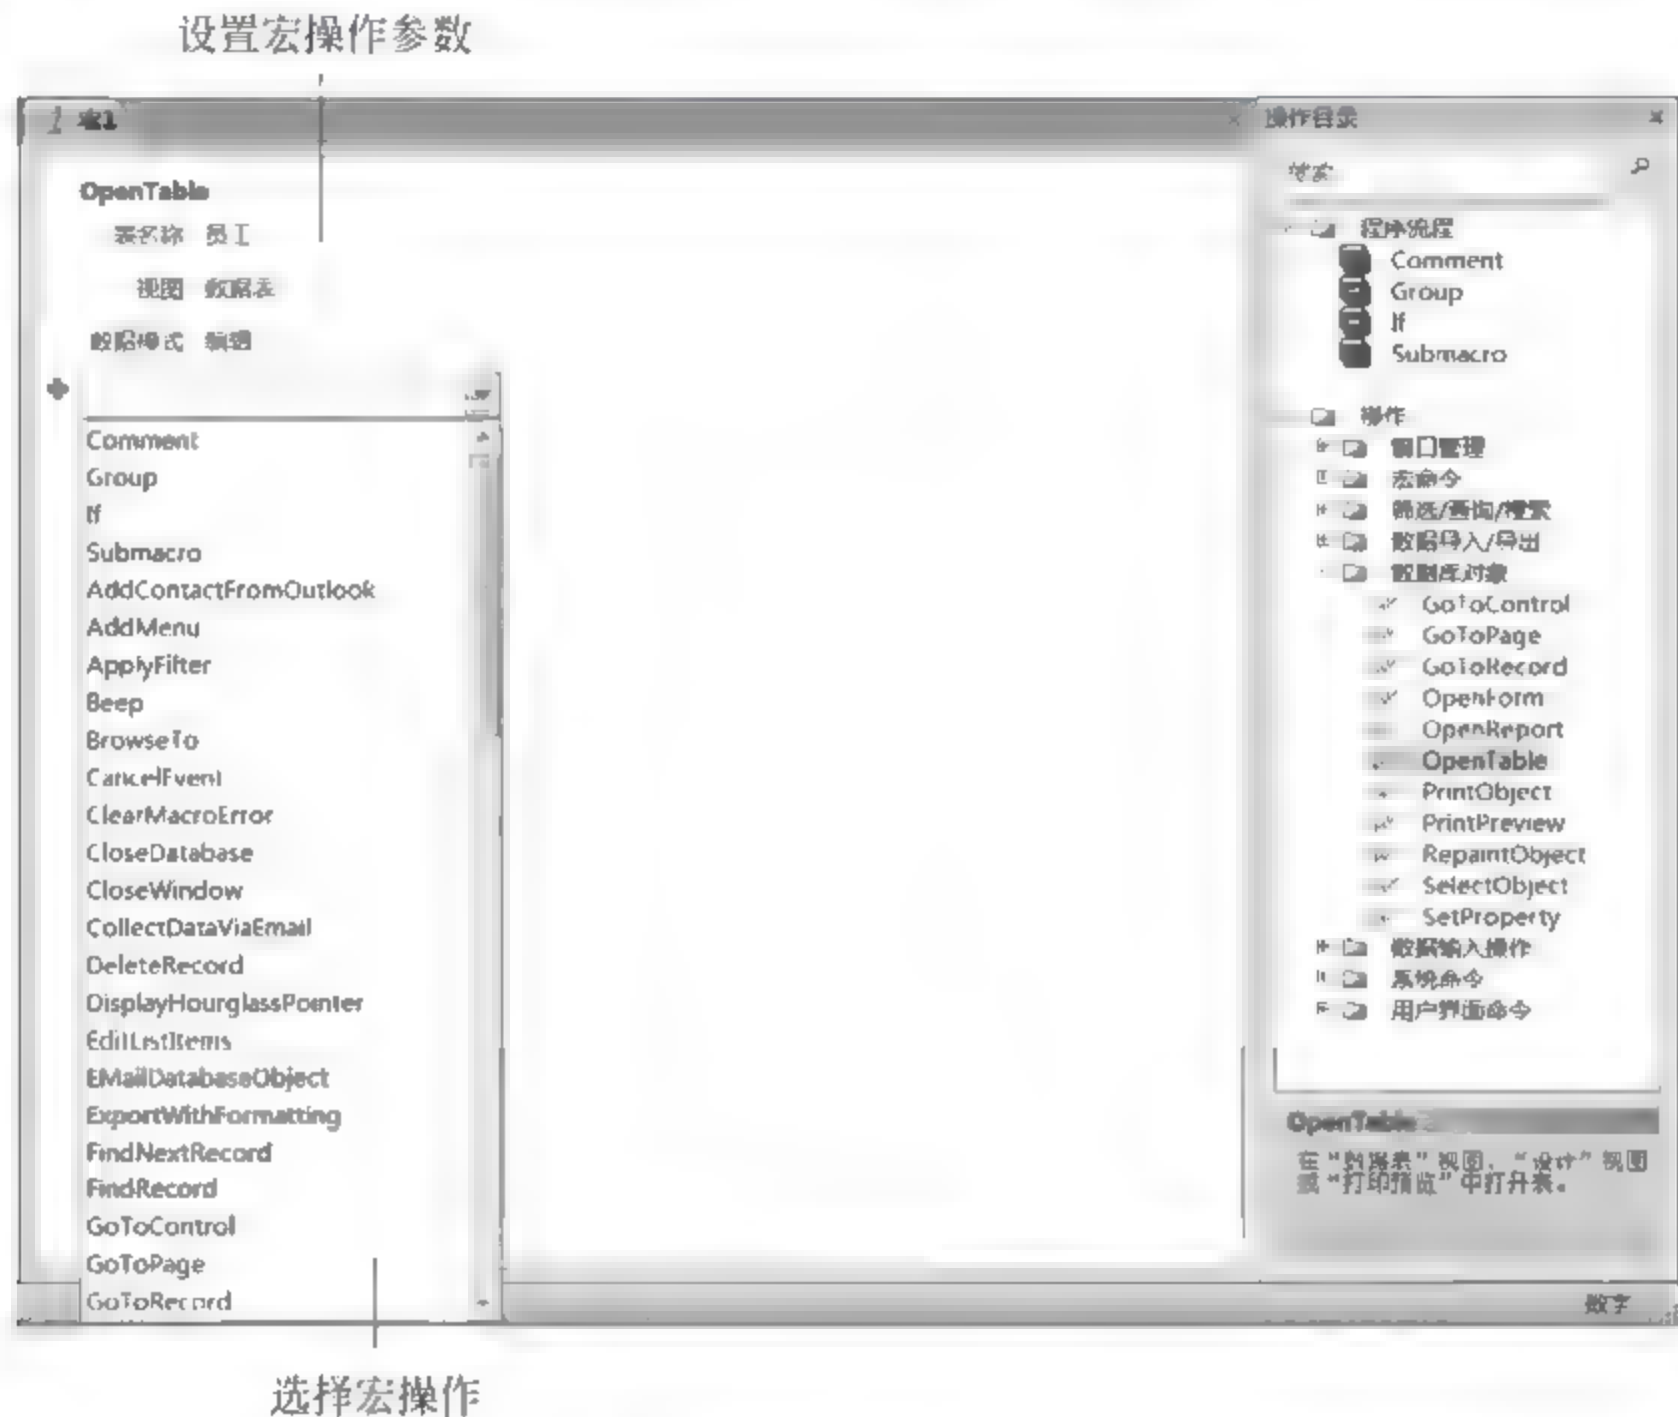 设置宏操作参数
宏1
OpenTable
表名称 员工
视图 数据表
数据模式 编辑
Comment
Group
If
Submacro
AddContactFromOutlook
AddMenu
ApplyFilter
Beep
BrowseTo
CancelEvent
ClearMacroError
CloseDatabase
CloseWindow
CollectDataViaEmail
DeleteRecord
DisplayHourglassPointer
EditListItems
EMailDatabaseObject
ExportWithFormatting
FindNextRecord
FindRecord
GoToControl
GoToPage
GoToRecord
选择宏操作
操作目录
搜索
程序流程
Comment
Group
If
Submacro
操作
窗口管理
宏命令
筛选/查询/搜索
数据导入/导出
数据库对象
GoToControl
GoToPage
GoToRecord
OpenForm
OpenReport
OpenTable
PrintObject
PrintPreview
RepaintObject
SelectObject
SetProperty
数据输入操作
系统命令
用户界面命令
OpenTable
在“数据表”视图、“设计”视图
或“打印预览”中打开表。
数字